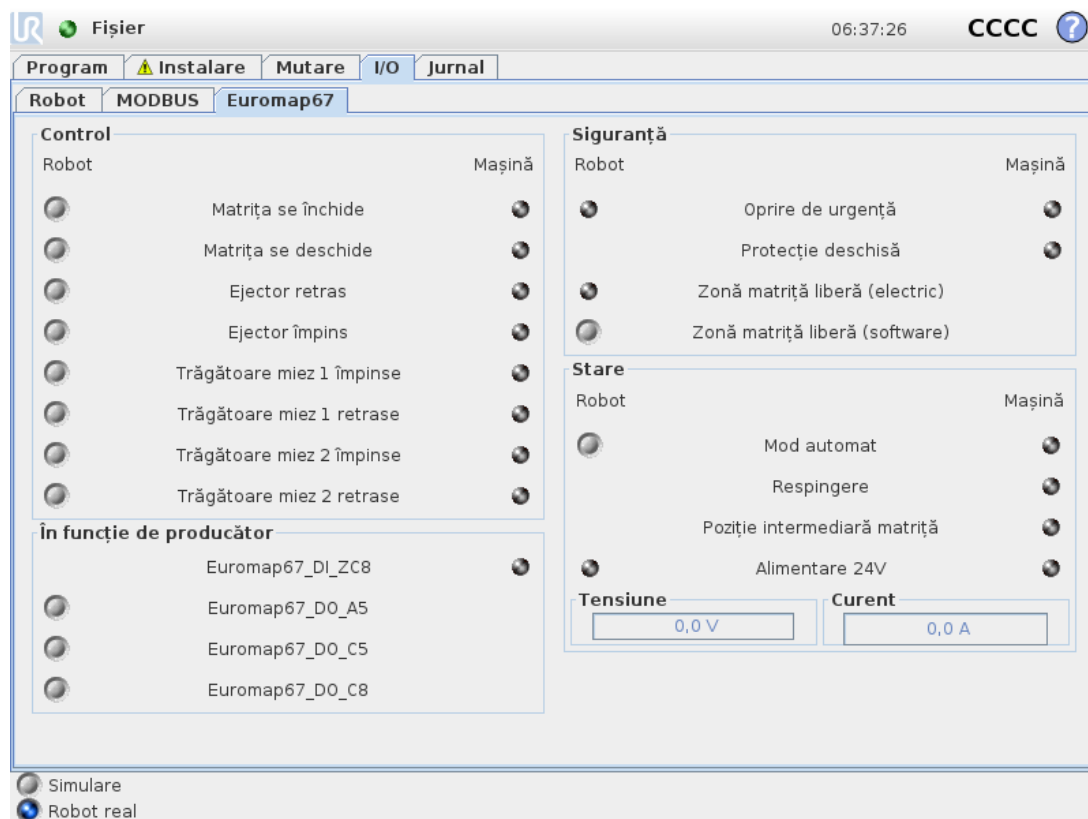 UR Fișier 06:37:26 CCCC ?
Program Instalare Mutare I/O Jurnal
Robot MODBUS Euromap67
Control
Robot Mașină
Matrița se închide
Matrița se deschide
Ejector retras
Ejector împins
Trăgătoare miez 1 împinse
Trăgătoare miez 1 retrase
Trăgătoare miez 2 împinse
Trăgătoare miez 2 retrase
În funcție de producător
Euromap67_DI_ZC8
Euromap67_DO_A5
Euromap67_DO_C5
Euromap67_DO_C8
Siguranță
Robot Mașină
Oprire de urgență
Protecție deschisă
Zonă matriță liberă (electric)
Zonă matriță liberă (software)
Stare
Robot Mașină
Mod automat
Respingere
Poziție intermediară matriță
Alimentare 24V
Tensiune Curent
0,0 V 0,0 A
Simulare
Robot real